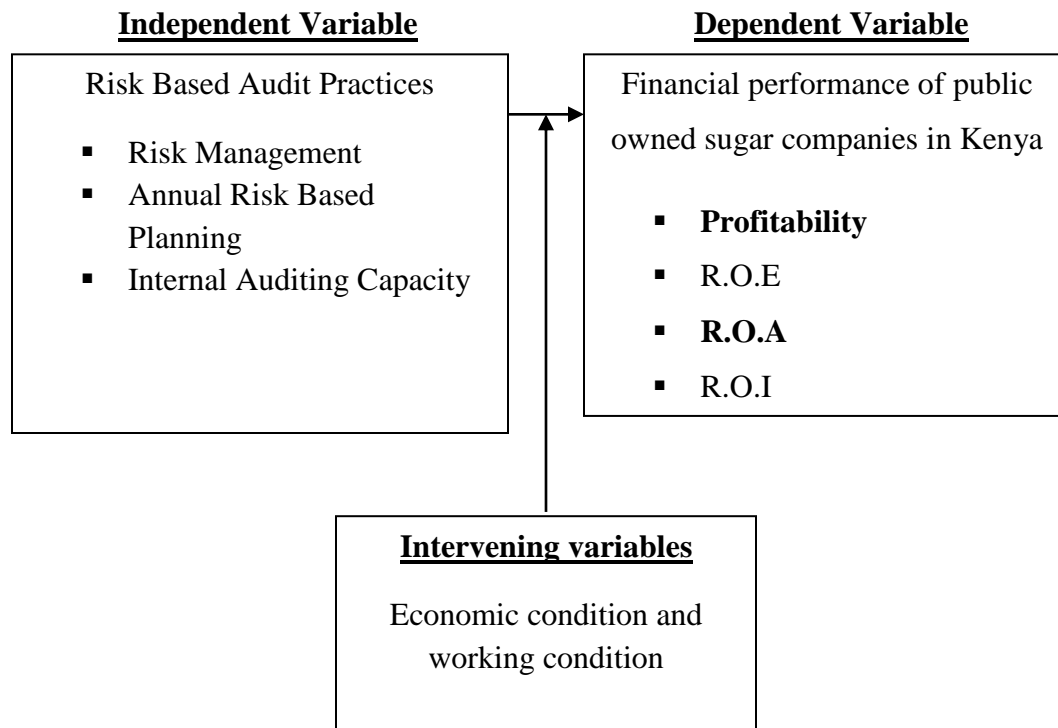 Independent Variable
Risk Based Audit Practices
▪ Risk Management
▪ Annual Risk Based
Planning
▪ Internal Auditing Capacity
Dependent Variable
Financial performance of public
owned sugar companies in Kenya
▪ Profitability
▪ R.O.E
▪ R.O.A
▪ R.O.I
Intervening variables
Economic condition and
working condition